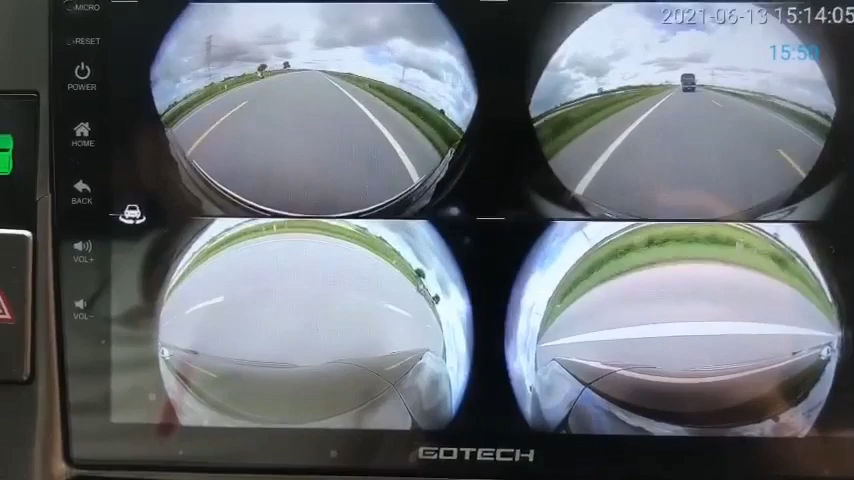 MICRO
2021-06-13 15:14:05
RESET
15:50
POWER
HOME
BACK
VOL+
VOL-
GOTECH